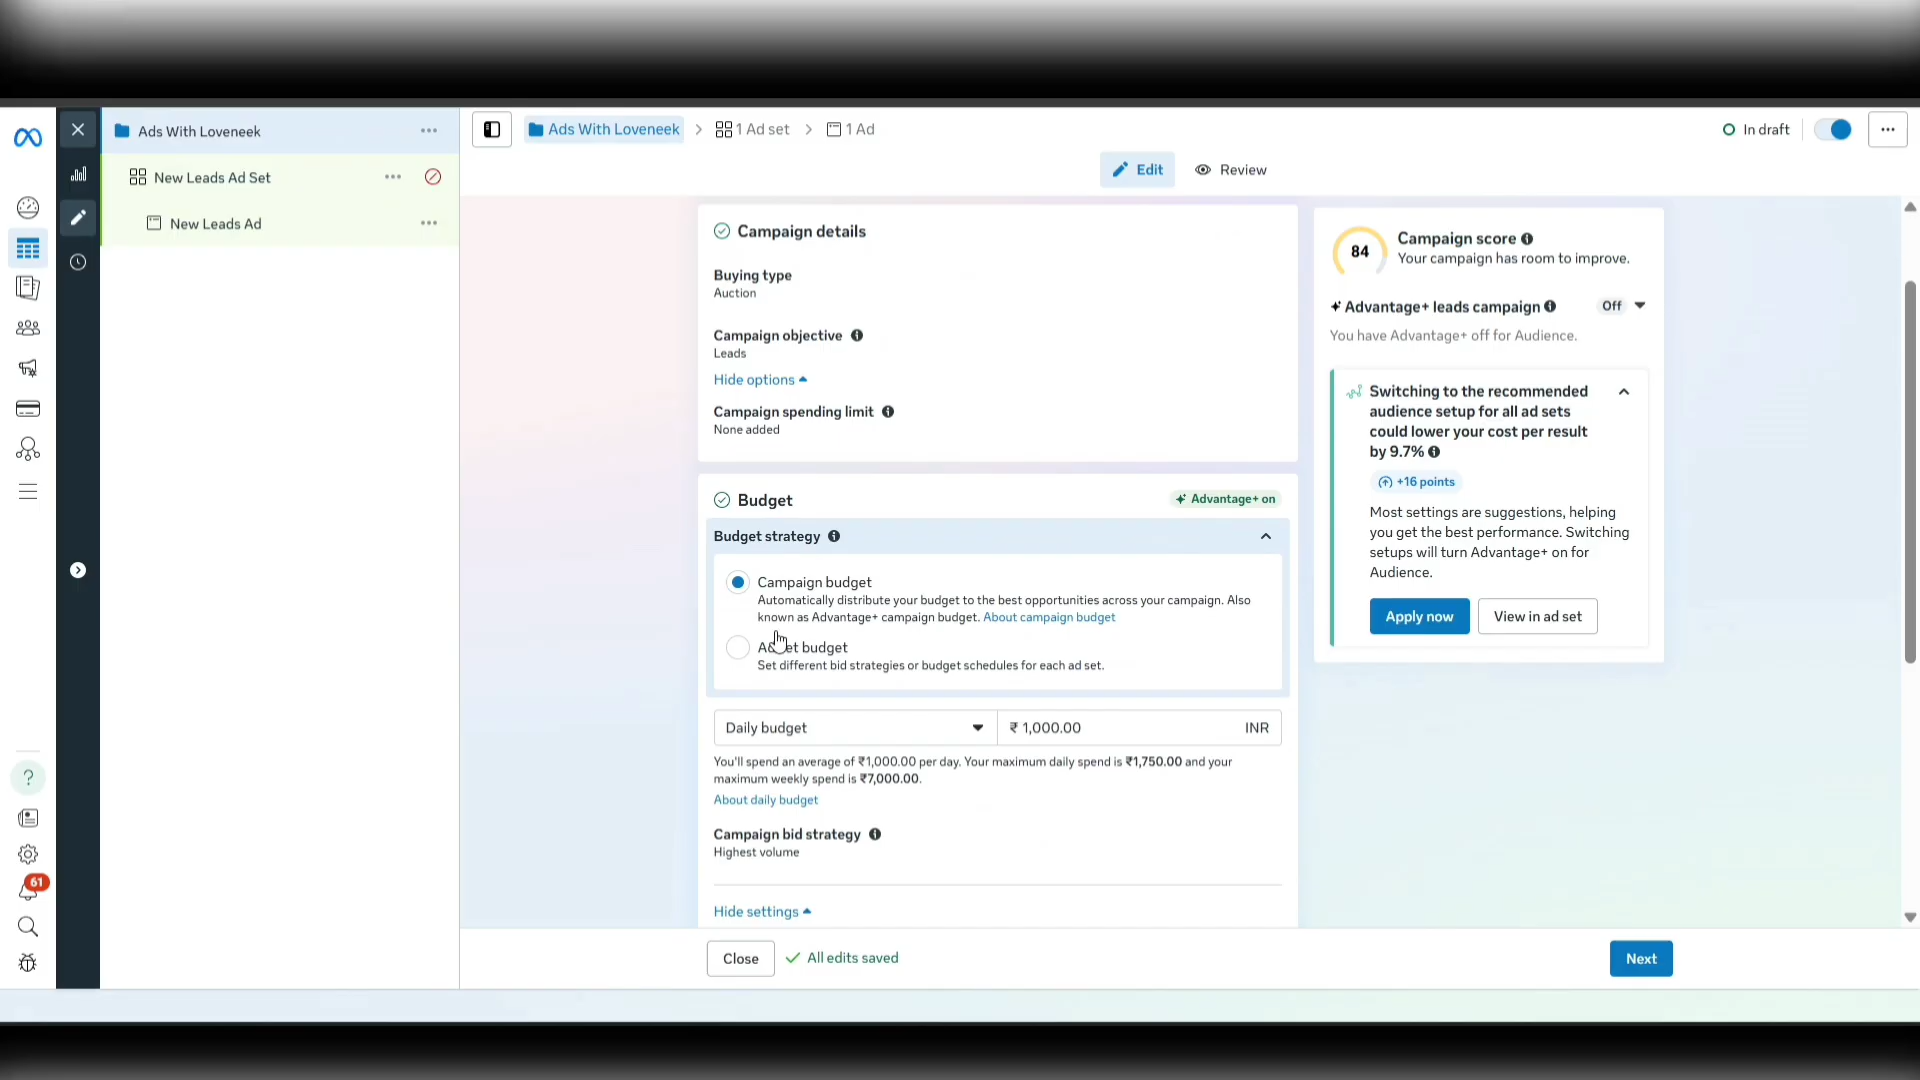 Ads With Loveneek
New Leads Ad Set
New Leads Ad
61
Ads With Loveneek
1 Ad set
1 Ad
In draft
Edit
Review
Campaign details
Buying type
Auction
Campaign objective
Leads
Hide options
Campaign spending limit
None added
Budget
Advantage+ on
Budget strategy
Campaign budget
Automatically distribute your budget to the best opportunities across your campaign. Also
known as Advantage+ campaign budget. About campaign budget
budget
Set different bid strategies or budget schedules for each ad set.
Daily budget
₹ 1,000.00
INR
You'll spend an average of ₹1,000.00 per day. Your maximum daily spend is ₹1,750.00 and your
maximum weekly spend is ₹7,000.00.
About daily budget
Campaign bid strategy
Highest volume
Hide settings
Close
All edits saved
Next
84
Campaign score
Your campaign has room to improve.
Advantage+ leads campaign
Off
You have Advantage+ off for Audience.
Switching to the recommended
audience setup for all ad sets
could lower your cost per result
by 9.7%
+16 points
Most settings are suggestions, helping
you get the best performance. Switching
setups will turn Advantage+ on for
Audience.
Apply now
View in ad set